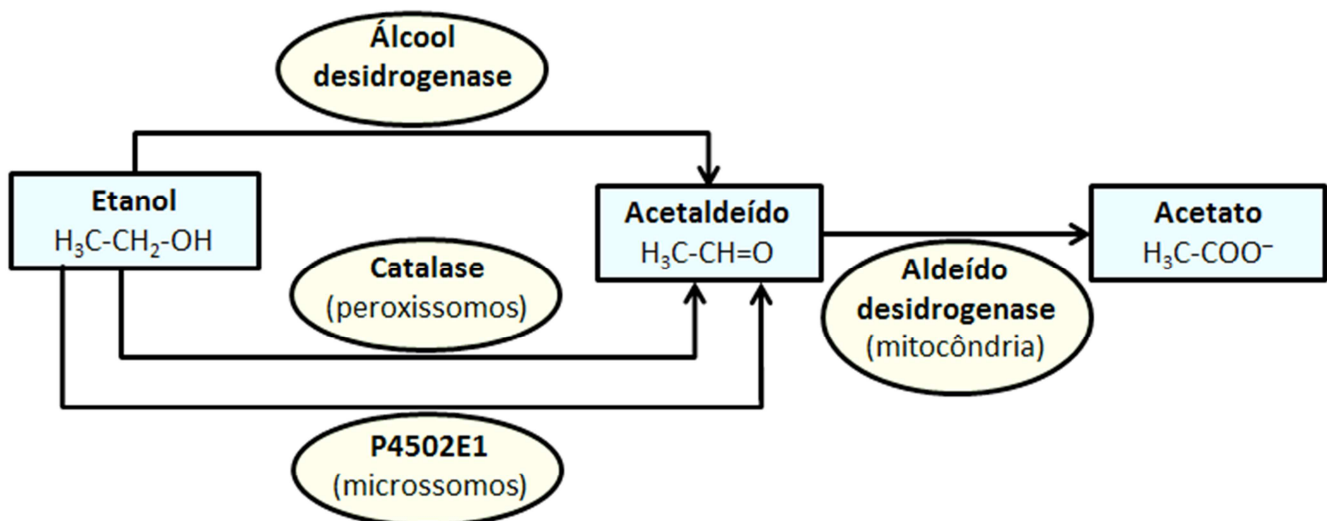 Álcool
desidrogenase
Etanol
H₃C-CH₂-OH
Acetaldeído
H₃C-CH=O
Acetato
H₃C-COO⁻
Catalase
(peroxissomos)
Aldeído
desidrogenase
(mitocôndria)
P4502E1
(microssomos)